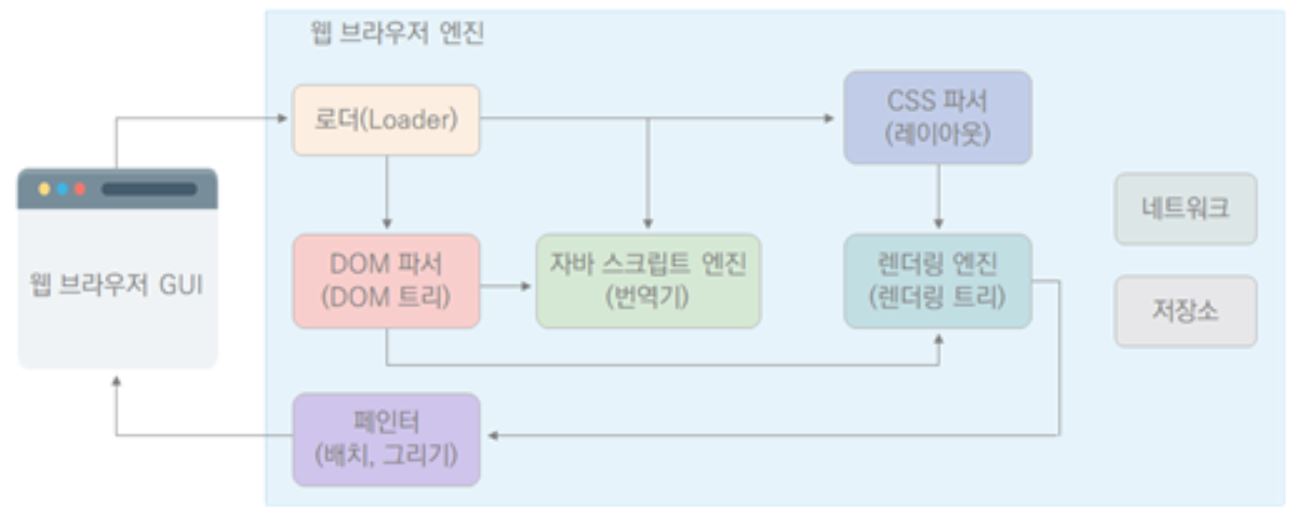 웹 브라우저 엔진
로더(Loader)
CSS 파서
(레이아웃)
네트워크
웹 브라우저 GUI
DOM 파서
(DOM 트리)
자바 스크립트 엔진
(번역기)
렌더링 엔진
(렌더링 트리)
저장소
페인터
(배치, 그리기)